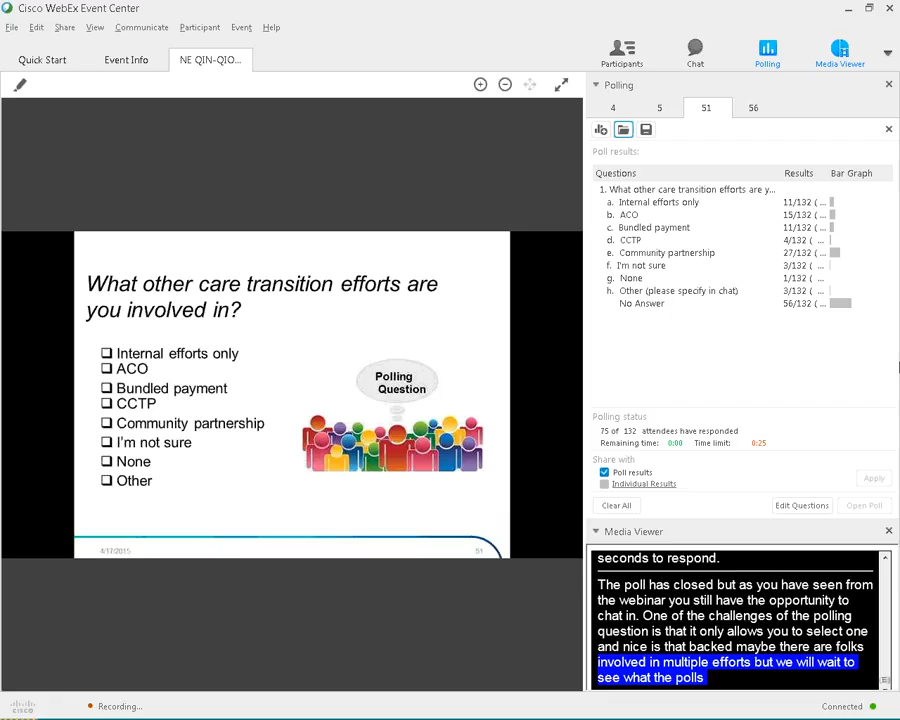 Cisco WebEx Event Center
File Edit Share View Communicate Participant Event Help
Quick Start Event Info NE QIN-QIO...
Participants Chat Polling Media Viewer
Polling
4 5 51 56
Poll results:
Questions Results Bar Graph
1. What other care transition efforts are y...
a. Internal efforts only 11/132 ( ...
b. ACO 15/132 ( ...
c. Bundled payment 11/132 ( ...
d. CCTP 4/132 ( ...
e. Community partnership 27/132 ( ...
f. I'm not sure 3/132 ( ...
g. None 1/132 ( ...
h. Other (please specify in chat) 3/132 ( ...
No Answer 56/132 ( ...
Polling status
75 of 132 attendees have responded
Remaining time: 0:00 Time limit: 0:25
Share with
Poll results
Individual Results
Apply
Clear All Edit Questions Open Poll
What other care transition efforts are
you involved in?
Internal efforts only
ACO
Bundled payment
CCTP
Community partnership
I'm not sure
None
Other
Polling
Question
4/17/2015 51
Media Viewer
seconds to respond.
The poll has closed but as you have seen from
the webinar you still have the opportunity to
chat in. One of the challenges of the polling
question is that it only allows you to select one
and nice is that backed maybe there are folks
involved in multiple efforts but we will wait to
see what the polls
cisco
Recording...
Connected